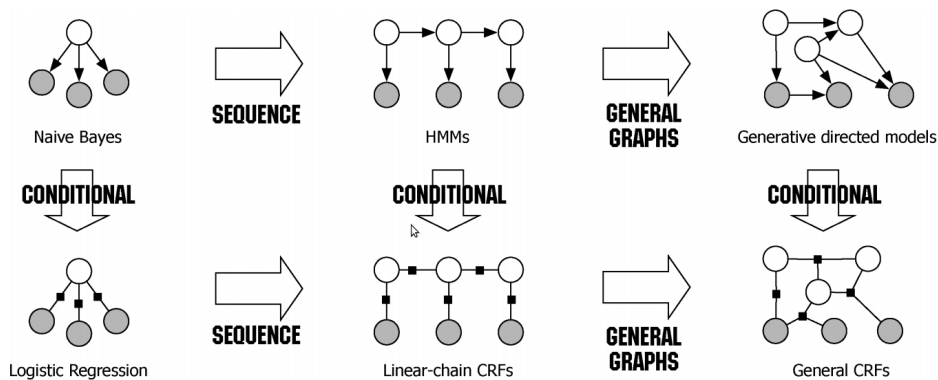 SEQUENCE
GENERAL
GRAPHS
Naive Bayes
HMMs
Generative directed models
CONDITIONAL
CONDITIONAL
CONDITIONAL
SEQUENCE
GENERAL
GRAPHS
Logistic Regression
Linear-chain CRFs
General CRFs